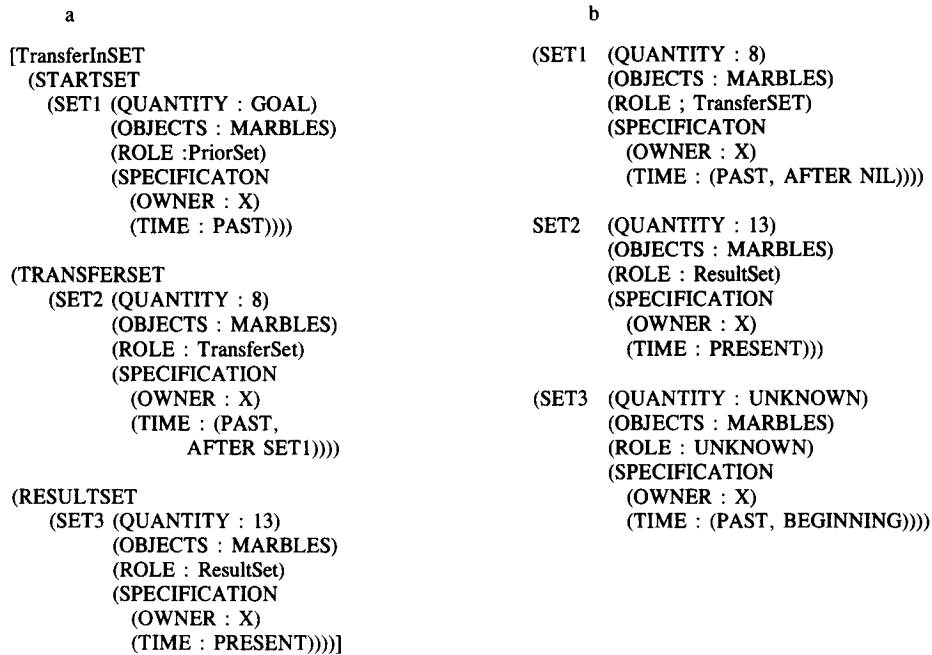 a
[TransferInSET
(STARTSET
(SET1 (QUANTITY : GOAL)
(OBJECTS : MARBLES)
(ROLE :PriorSet)
(SPECIFICATON
(OWNER : X)
(TIME : PAST))))
(TRANSFERSET
(SET2 (QUANTITY : 8)
(OBJECTS : MARBLES)
(ROLE : TransferSet)
(SPECIFICATION
(OWNER : X)
(TIME : (PAST,
AFTER SET1))))
(RESULTSET
(SET3 (QUANTITY : 13)
(OBJECTS : MARBLES)
(ROLE : ResultSet)
(SPECIFICATION
(OWNER : X)
(TIME : PRESENT))))]
b
(SET1 (QUANTITY : 8)
(OBJECTS : MARBLES)
(ROLE ; TransferSET)
(SPECIFICATON
(OWNER : X)
(TIME : (PAST, AFTER NIL))))
SET2 (QUANTITY : 13)
(OBJECTS : MARBLES)
(ROLE : ResultSet)
(SPECIFICATION
(OWNER : X)
(TIME : PRESENT)))
(SET3 (QUANTITY : UNKNOWN)
(OBJECTS : MARBLES)
(ROLE : UNKNOWN)
(SPECIFICATION
(OWNER : X)
(TIME : (PAST, BEGINNING))))